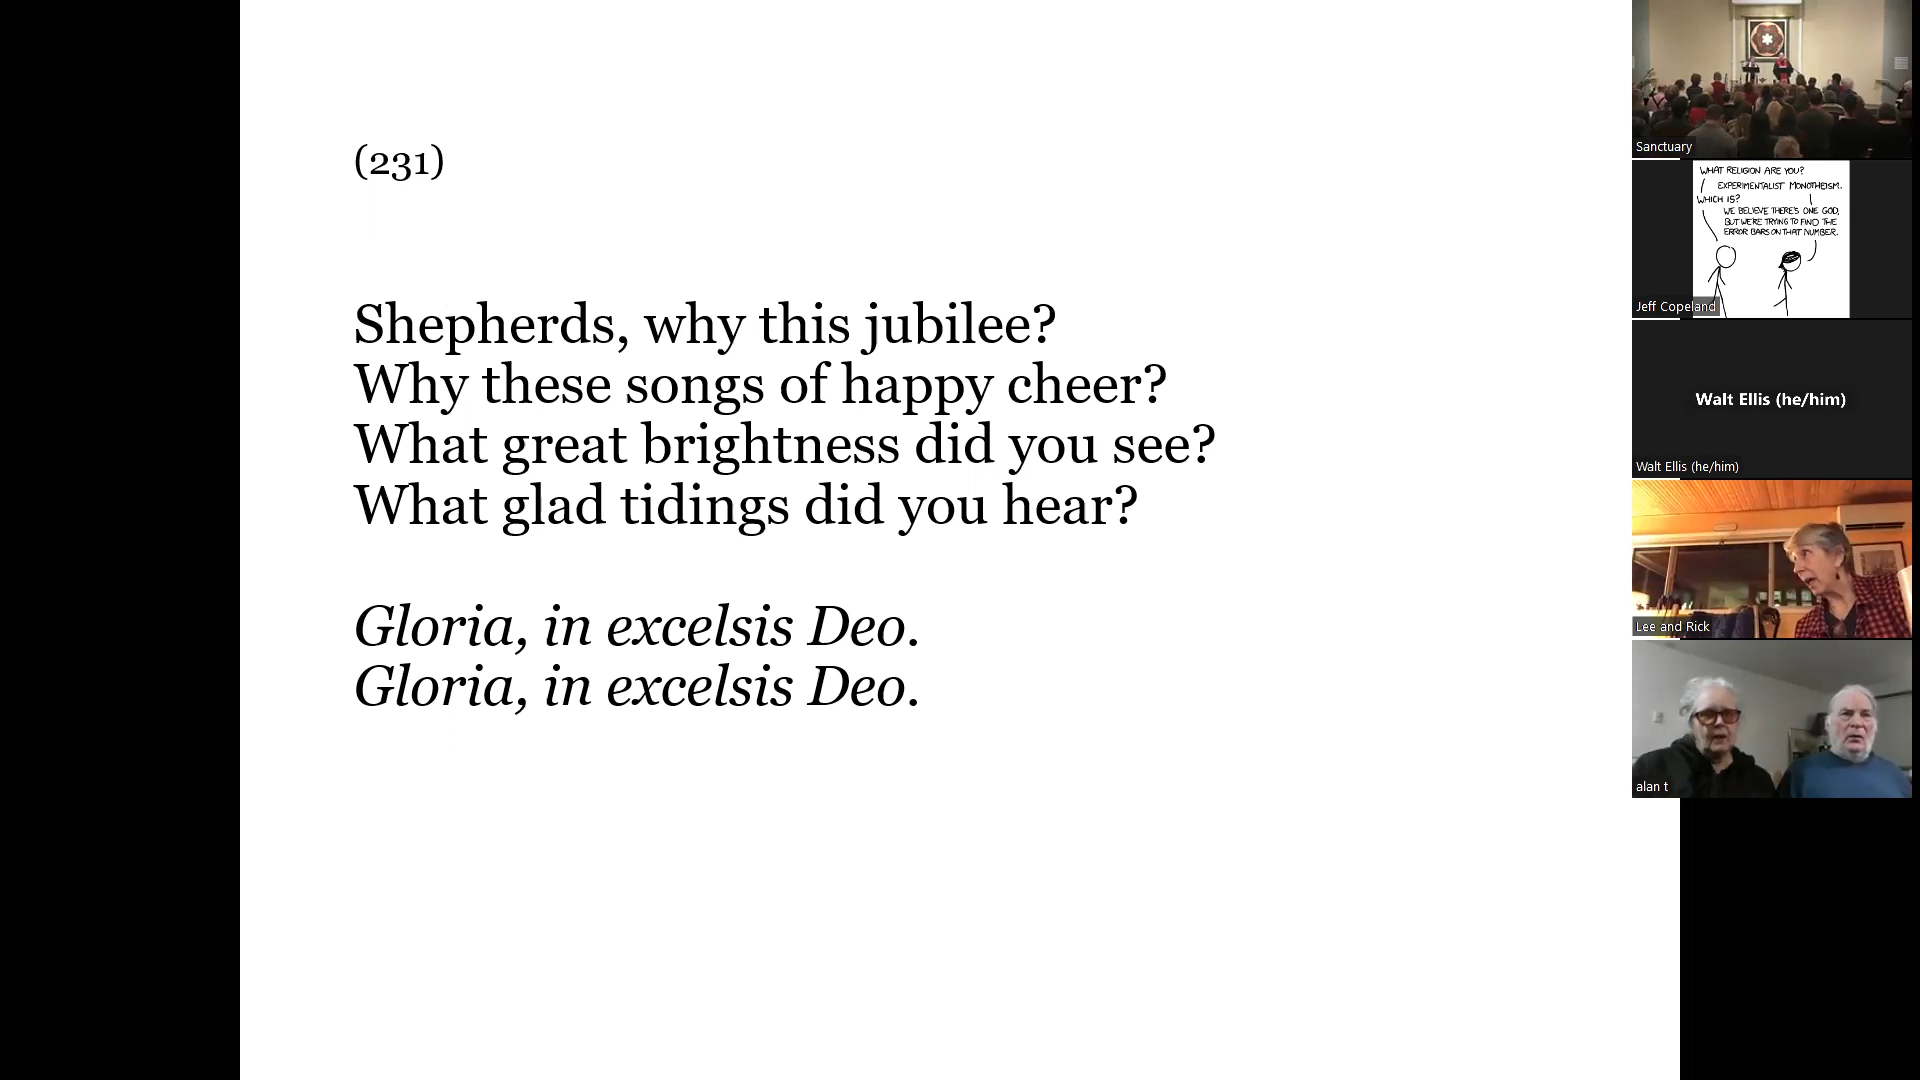 (231)
Shepherds, why this jubilee?
Why these songs of happy cheer?
What great brightness did you see?
What glad tidings did you hear?
Gloria, in excelsis Deo.
Gloria, in excelsis Deo.
Sanctuary
WHAT RELIGION ARE YOU?
EXPERIMENTALIST MONOTHEISM.
WHICH IS?
WE BELIEVE THERE'S ONE GOD,
BUT WE'RE TRYING TO FIND THE
ERROR BARS ON THAT NUMBER.
Jeff Copeland
Walt Ellis (he/him)
Walt Ellis (he/him)
Lee and Rick
alan t